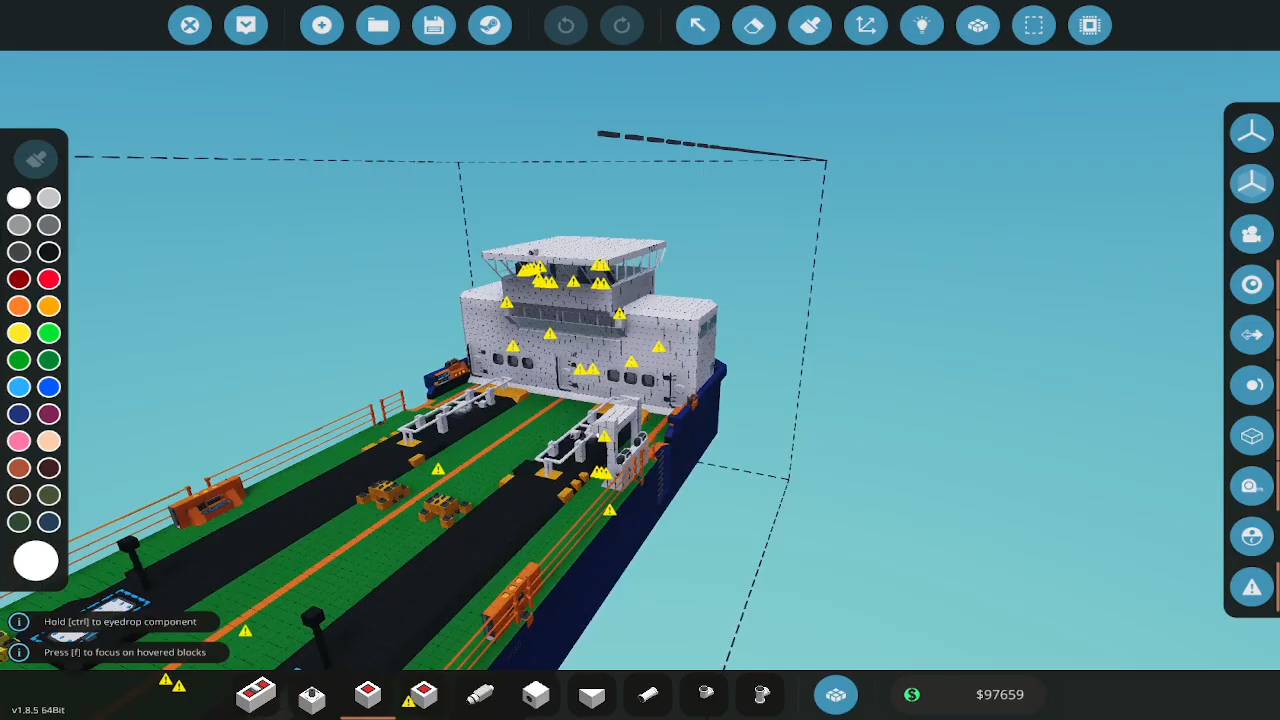 Hold [ctrl] to eyedrop component
Press [f] to focus on hovered blocks
v1.8.5 64Bit
$ $97659